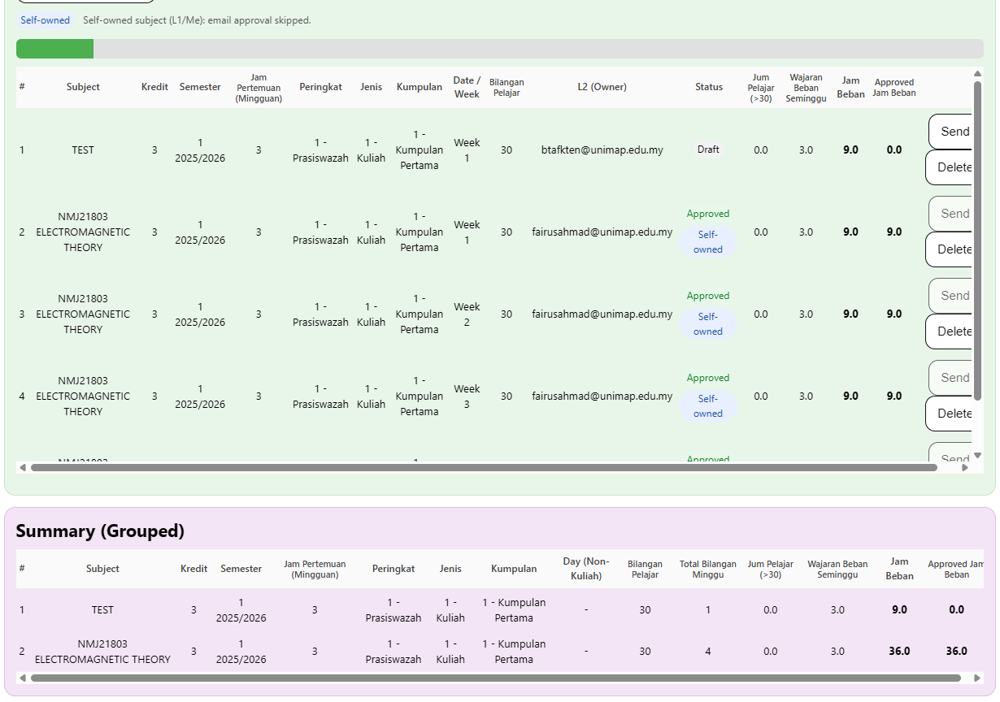 Self-owned Self-owned subject (L1/Me): email approval skipped.
# Subject Kredit Semester Jam Pertemuan (Mingguan) Peringkat Jenis Kumpulan Date / Week Bilangan Pelajar L2 (Owner) Status Jum Pelajar (>30) Wajaran Beban Seminggu Jam Beban Approved Jam Beban
1 TEST 3 1 2025/2026 3 1 - Prasiswazah 1 - Kuliah 1 - Kumpulan Pertama Week 1 30 btafkten@unimap.edu.my Draft 0.0 3.0 9.0 0.0 Send Delete
2 NMJ21803 ELECTROMAGNETIC THEORY 3 1 2025/2026 3 1 - Prasiswazah 1 - Kuliah 1 - Kumpulan Pertama Week 1 30 fairusahmad@unimap.edu.my Approved Self-owned 0.0 3.0 9.0 9.0 Send Delete
3 NMJ21803 ELECTROMAGNETIC THEORY 3 1 2025/2026 3 1 - Prasiswazah 1 - Kuliah 1 - Kumpulan Pertama Week 2 30 fairusahmad@unimap.edu.my Approved Self-owned 0.0 3.0 9.0 9.0 Send Delete
4 NMJ21803 ELECTROMAGNETIC THEORY 3 1 2025/2026 3 1 - Prasiswazah 1 - Kuliah 1 - Kumpulan Pertama Week 3 30 fairusahmad@unimap.edu.my Approved Self-owned 0.0 3.0 9.0 9.0 Send Delete
Approved Send
Summary (Grouped)
# Subject Kredit Semester Jam Pertemuan (Mingguan) Peringkat Jenis Kumpulan Day (Non-Kuliah) Bilangan Pelajar Total Bilangan Minggu Jum Pelajar (>30) Wajaran Beban Seminggu Jam Beban Approved Jam Beban
1 TEST 3 1 2025/2026 3 1 - Prasiswazah 1 - Kuliah 1 - Kumpulan Pertama - 30 1 0.0 3.0 9.0 0.0
2 NMJ21803 ELECTROMAGNETIC THEORY 3 1 2025/2026 3 1 - Prasiswazah 1 - Kuliah 1 - Kumpulan Pertama - 30 4 0.0 3.0 36.0 36.0